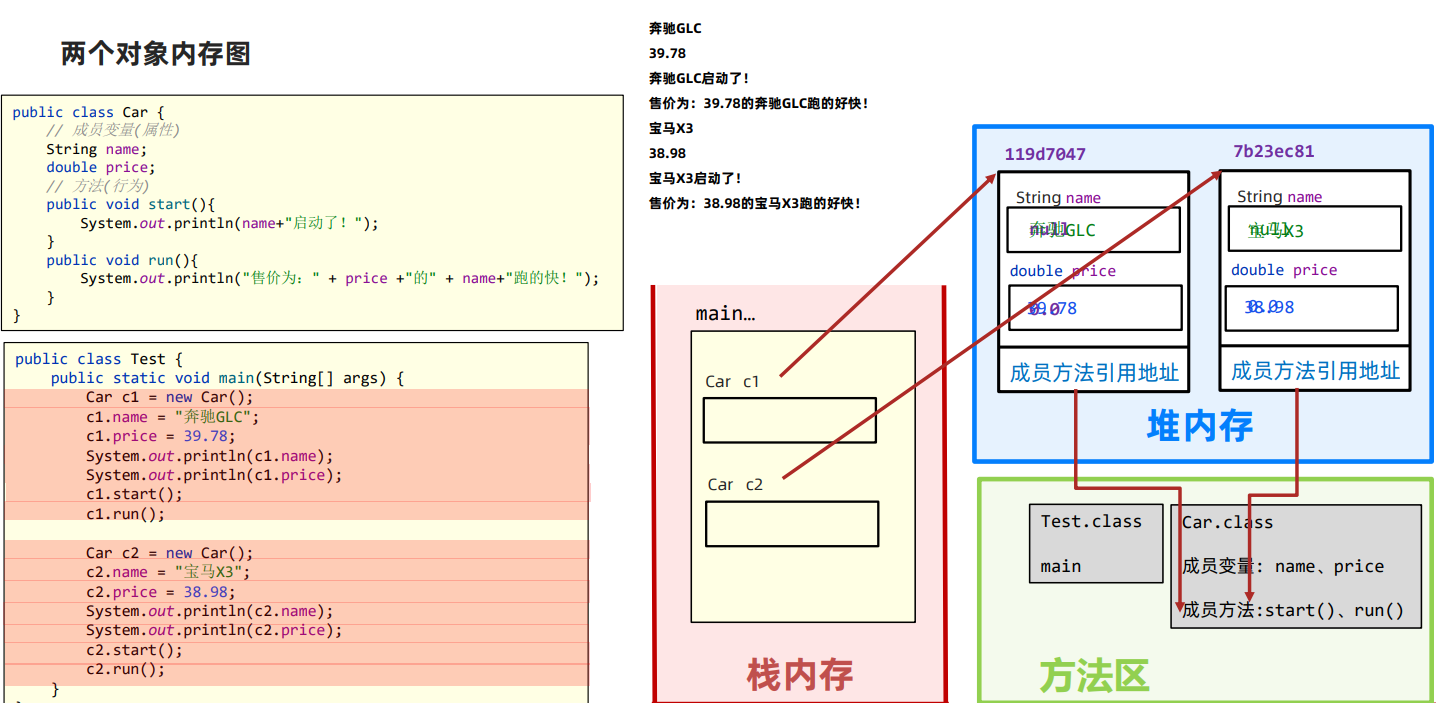 两个对象内存图
public class Car {
// 成员变量(属性)
String name;
double price;
// 方法(行为)
public void start(){
System.out.println(name+"启动了！");
}
public void run(){
System.out.println("售价为：" + price +"的" + name+"跑的快！");
}
}
public class Test {
public static void main(String[] args) {
Car c1 = new Car();
c1.name = "奔驰GLC";
c1.price = 39.78;
System.out.println(c1.name);
System.out.println(c1.price);
c1.start();
c1.run();
Car c2 = new Car();
c2.name = "宝马X3";
c2.price = 38.98;
System.out.println(c2.name);
System.out.println(c2.price);
c2.start();
c2.run();
}
奔驰GLC
39.78
奔驰GLC启动了！
售价为：39.78的奔驰GLC跑的好快！
宝马X3
38.98
宝马X3启动了！
售价为：38.98的宝马X3跑的好快！
main…
Car c1
Car c2
栈内存
119d7047
String name
null
奔驰GLC
double price
0.0
39.78
成员方法引用地址
7b23ec81
String name
null
宝马X3
double price
0.0
38.98
成员方法引用地址
堆内存
Test.class
main
Car.class
成员变量：name、price
成员方法:start()、run()
方法区